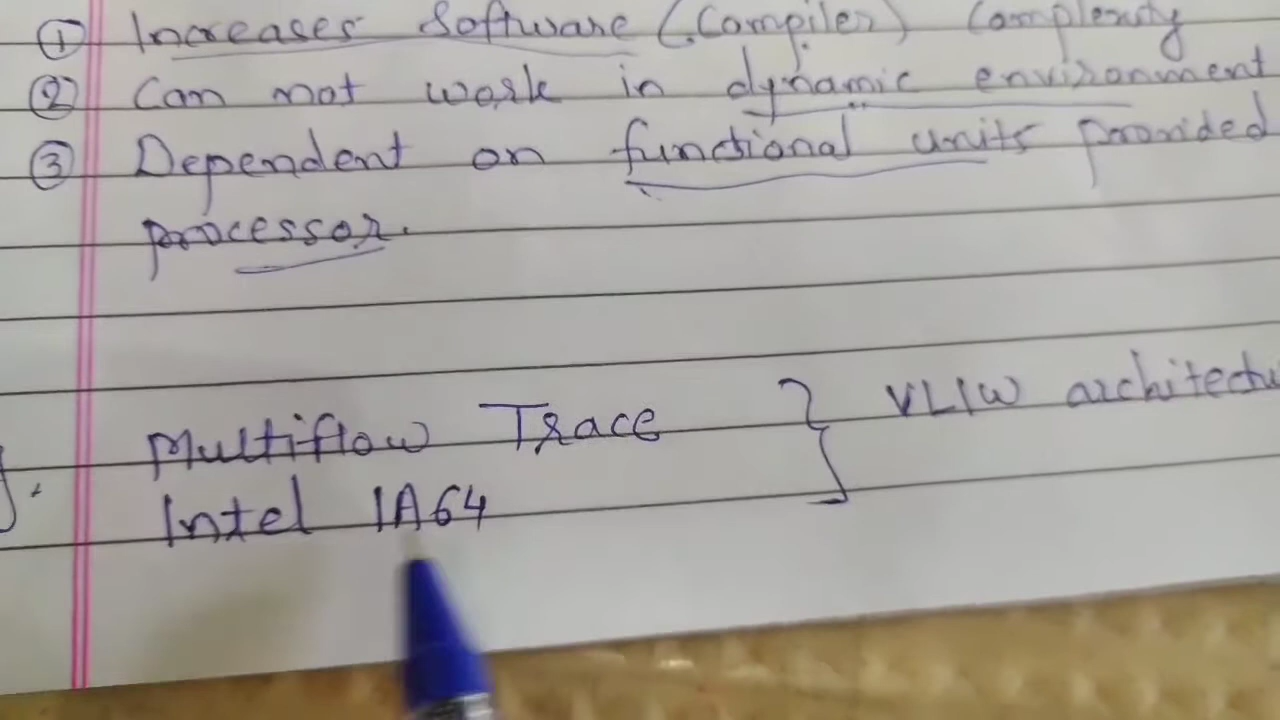 ① Increases Software (Compiler) Complexity
② Can not work in dynamic environment
③ Dependent on functional units provided
processor.
Multiflow Trace } VLIW
Intel IA64